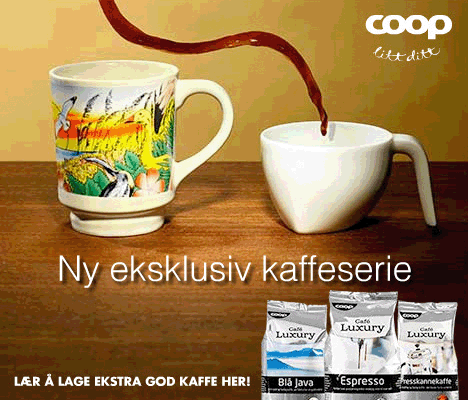 coop
litt ditt
Ny eksklusiv kaffeserie
coop
Café
Luxury
Blå Java
coop
Café
Luxury
Espresso
coop
Café
Luxury
Presskannekaffe
LÆR Å LAGE EKSTRA GOD KAFFE HER!